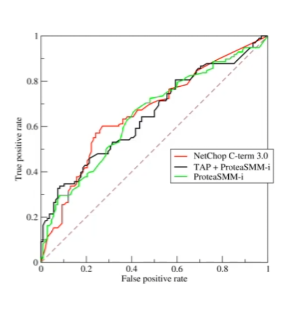 1
0.8
0.6
0.4
0.2
0
True positive rate
NetChop C-term 3.0
TAP + ProteaSMM-i
ProteaSMM-i
0 0.2 0.4 0.6 0.8 1
False positive rate